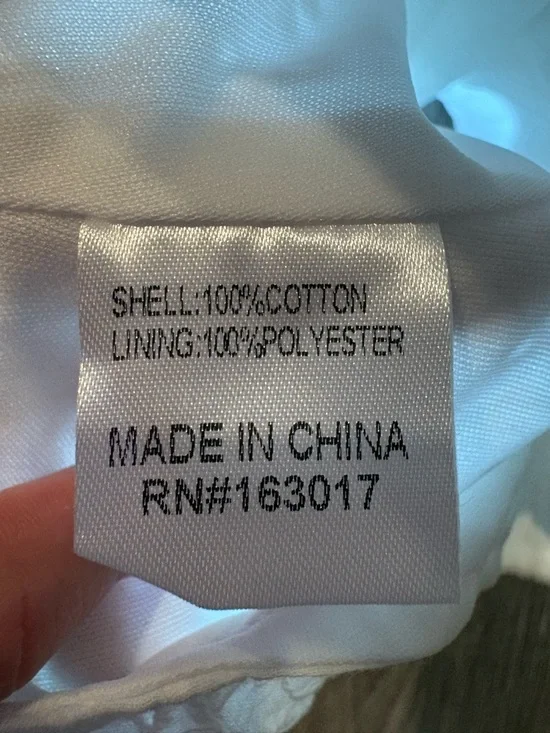 SHELL:100%COTTON
LINING:100%POLYESTER
MADE IN CHINA
RN#163017